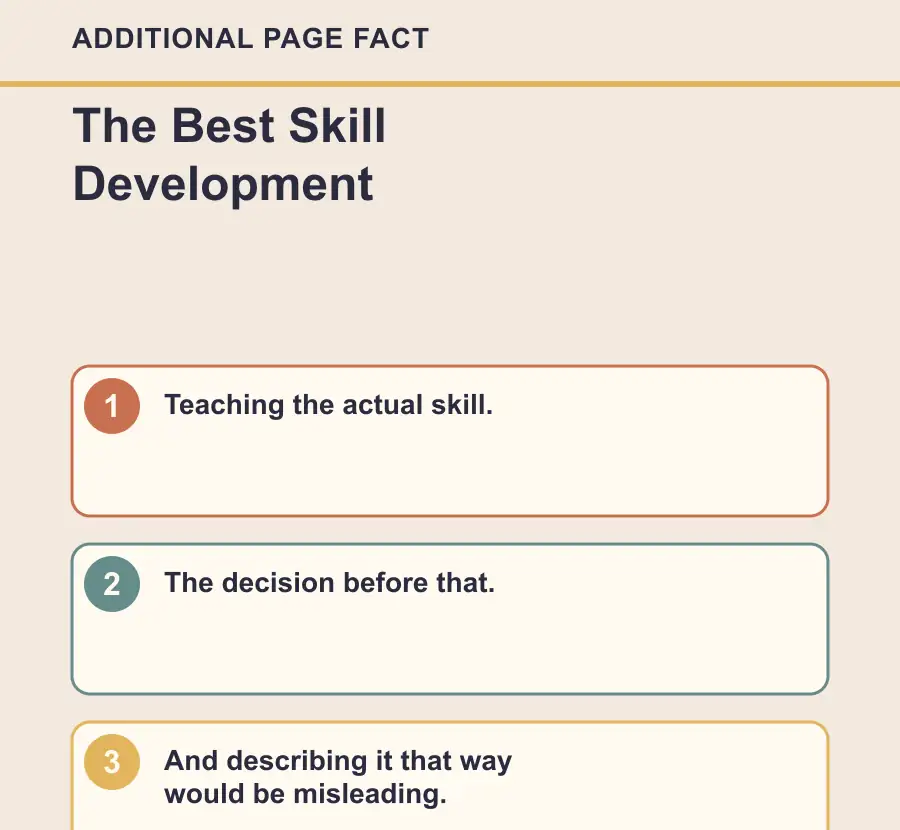 ADDITIONAL PAGE FACT
The Best Skill
Development
1
Teaching the actual skill.
2
The decision before that.
3
And describing it that way
would be misleading.